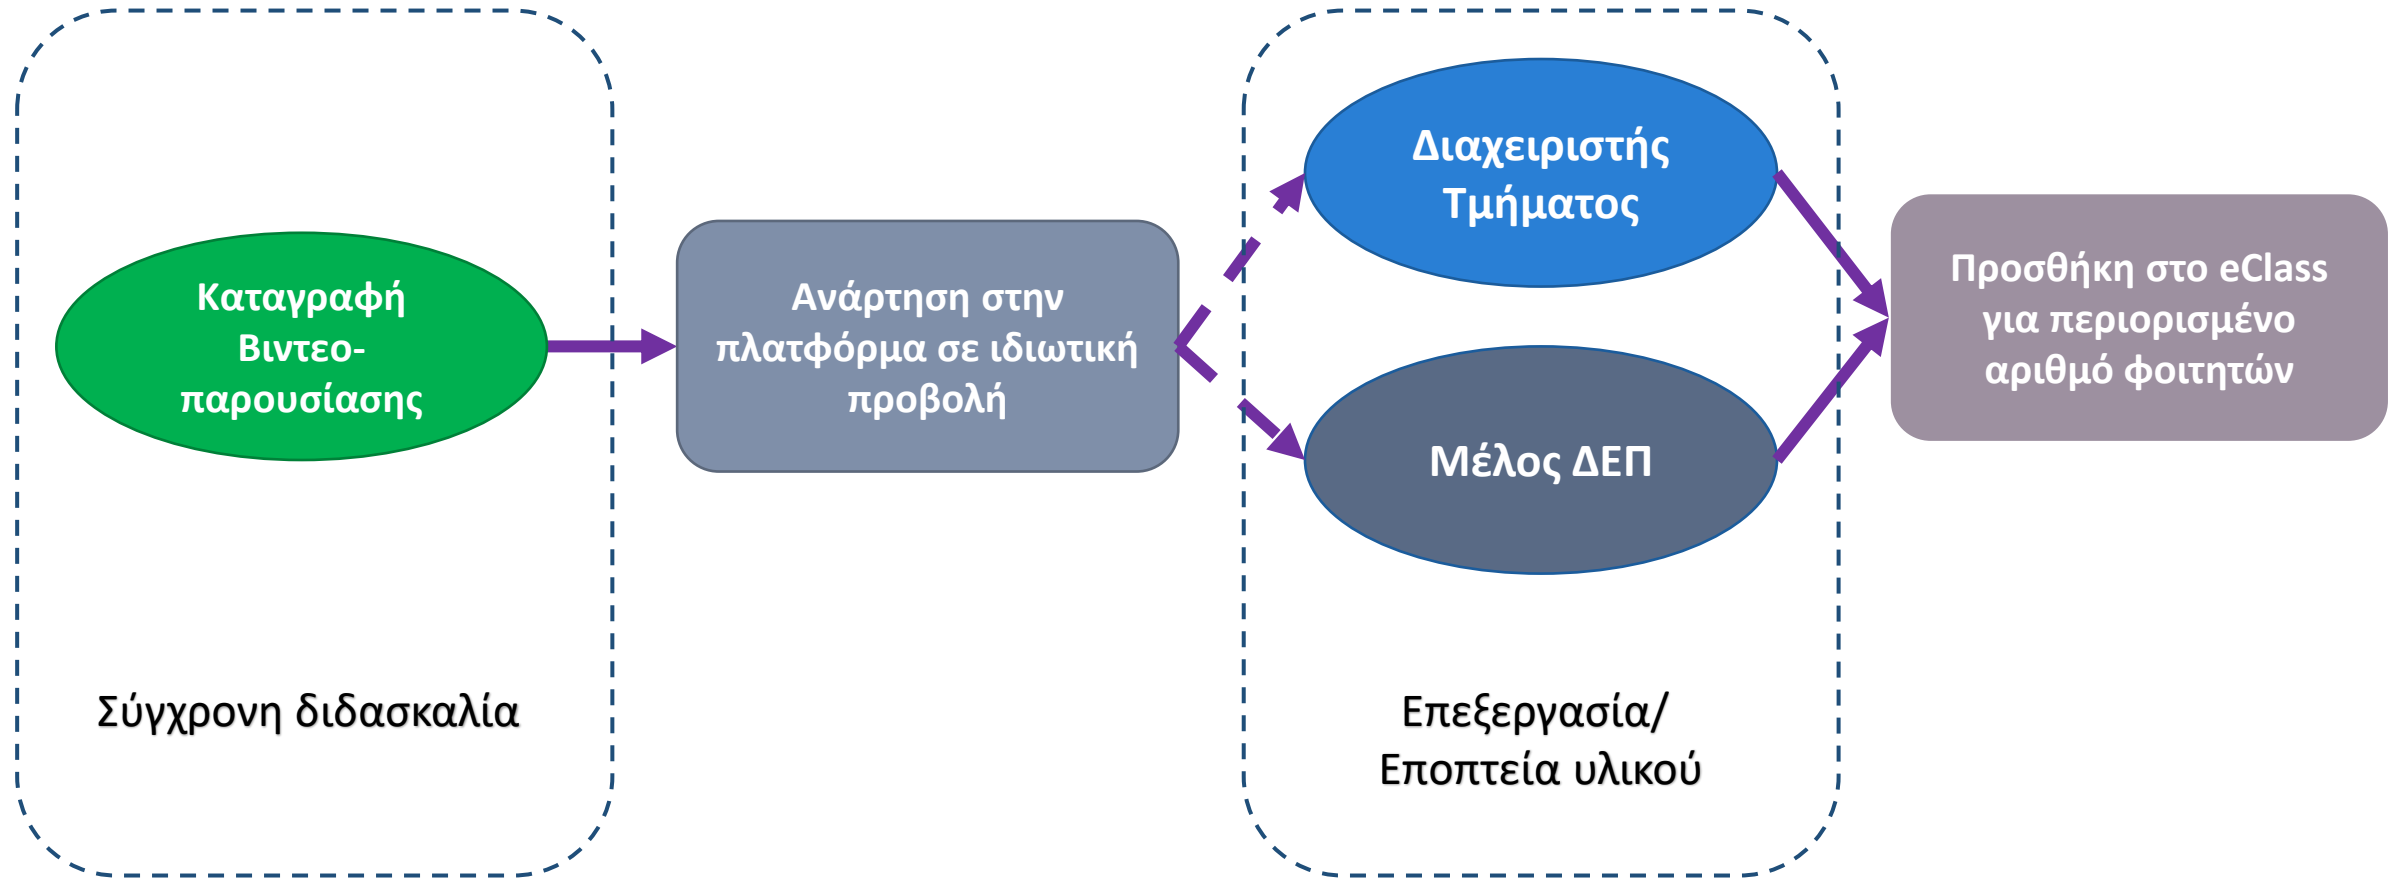 Καταγραφή
Βιντεο-
παρουσίασης
Σύγχρονη διδασκαλία
Ανάρτηση στην
πλατφόρμα σε ιδιωτική
προβολή
Διαχειριστής
Τμήματος
Μέλος ΔΕΠ
Επεξεργασία/
Εποπτεία υλικού
Προσθήκη στο eClass
για περιορισμένο
αριθμό φοιτητών